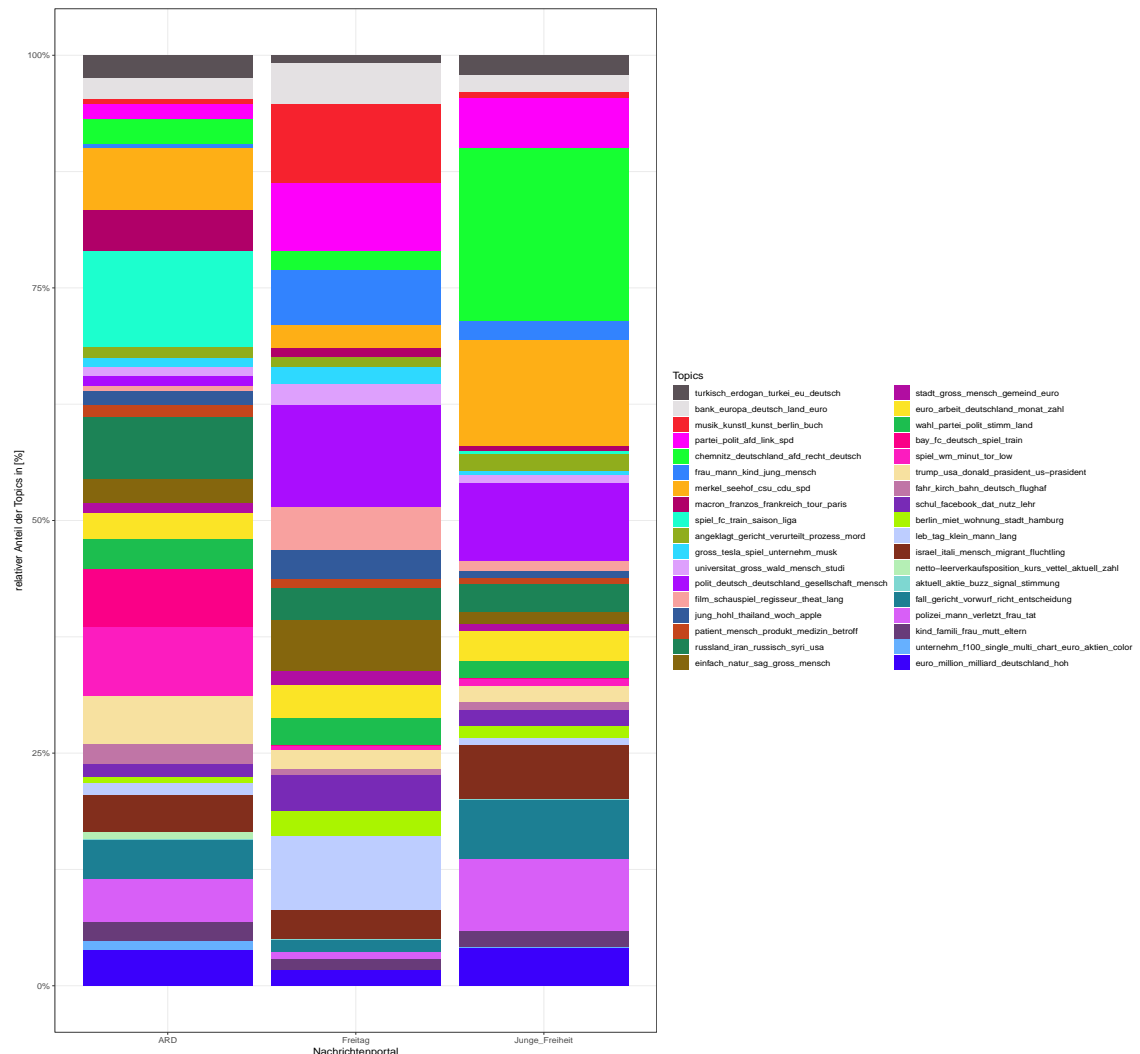 100%
75%
50%
25%
0%
relativer Anteil der Topics in [%]
ARD
Freitag
Junge_Freiheit
Nachrichtenportal
Topics
turkisch_erdogan_turkei_eu_deutsch
bank_europa_deutsch_land_euro
musik_kunstl_kunst_berlin_buch
partei_polit_afd_link_spd
chemnitz_deutschland_afd_recht_deutsch
frau_mann_kind_jung_mensch
merkel_seehof_csu_cdu_spd
macron_franzos_frankreich_tour_paris
spiel_fc_train_saison_liga
angeklagt_gericht_verurteilt_prozess_mord
gross_tesla_spiel_unternehm_musk
universitat_gross_wald_mensch_studi
polit_deutsch_deutschland_gesellschaft_mensch
film_schauspiel_regisseur_theat_lang
jung_hohl_thailand_woch_apple
patient_mensch_produkt_medizin_betroff
russland_iran_russisch_syri_usa
einfach_natur_sag_gross_mensch
stadt_gross_mensch_gemeind_euro
euro_arbeit_deutschland_monat_zahl
wahl_partei_polit_stimm_land
bay_fc_deutsch_spiel_train
spiel_wm_minut_tor_low
trump_usa_donald_prasident_us−prasident
fahr_kirch_bahn_deutsch_flughaf
schul_facebook_dat_nutz_lehr
berlin_miet_wohnung_stadt_hamburg
leb_tag_klein_mann_lang
israel_itali_mensch_migrant_fluchtling
netto−leerverkaufsposition_kurs_vettel_aktuell_zahl
aktuell_aktie_buzz_signal_stimmung
fall_gericht_vorwurf_richt_entscheidung
polizei_mann_verletzt_frau_tat
kind_famili_frau_mutt_eltern
unternehm_f100_single_multi_chart_euro_aktien_color
euro_million_milliard_deutschland_hoh